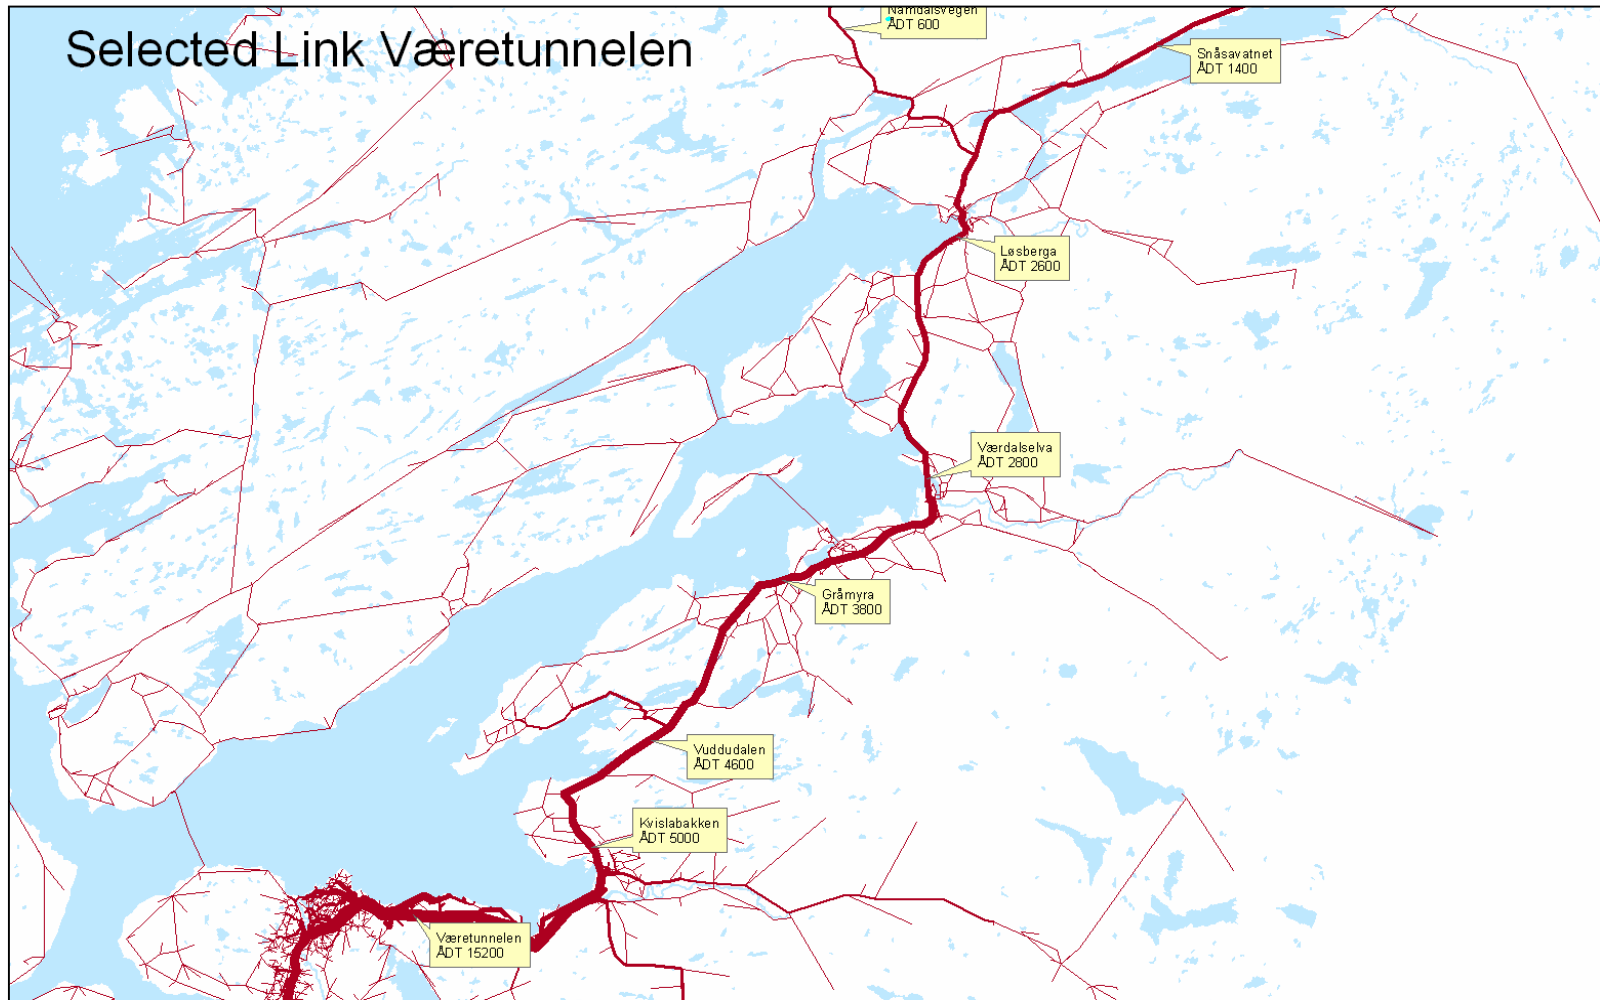 Selected Link Væretunnelen
Namdalsvegen
ÅDT 600
Snåsavatnet
ÅDT 1400
Løsberga
ÅDT 2600
Værdalselva
ÅDT 2800
Gråmyra
ÅDT 3800
Vuddudalen
ÅDT 4600
Kvislabakken
ÅDT 5000
Væretunnelen
ÅDT 15200